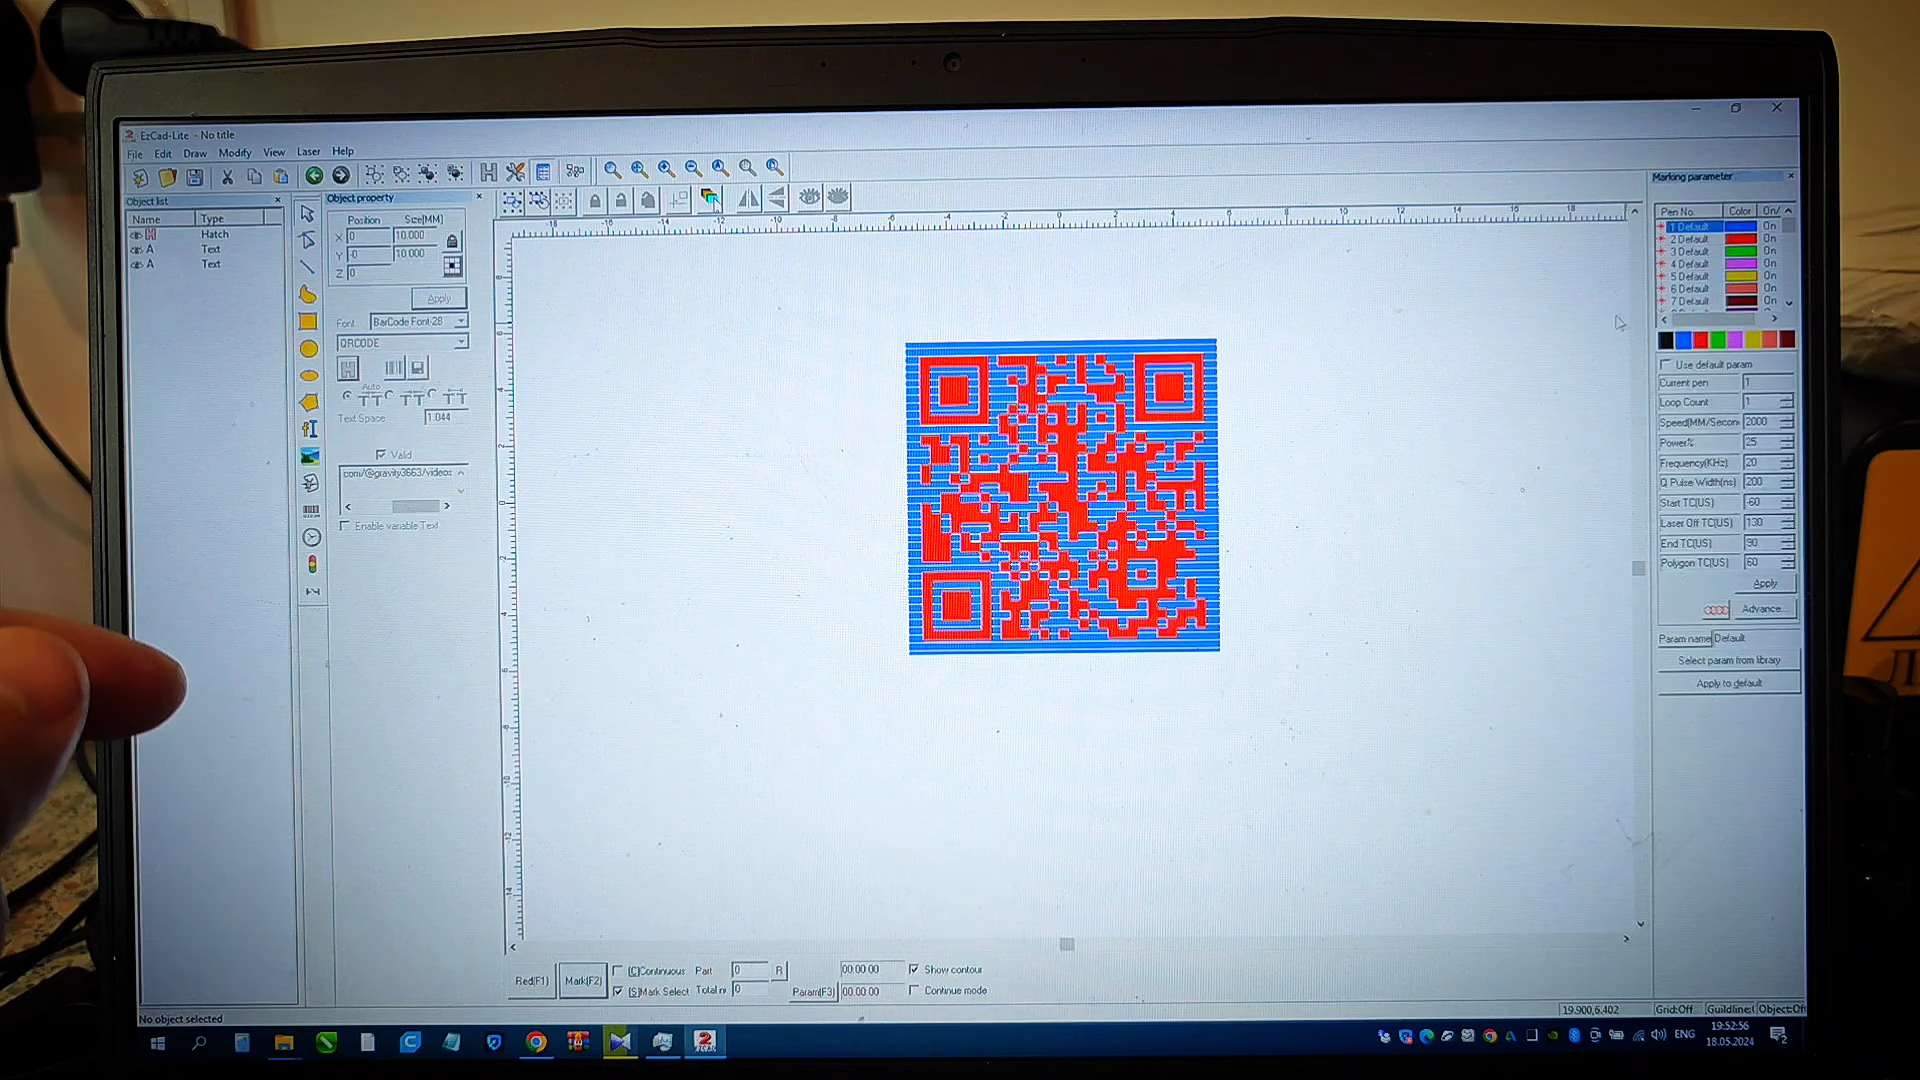 EzCad-Lite - No title
File Edit Draw Modify View Laser Help
Object list
Name Type
Hatch
A Text
A Text
Object property
Position Size[MM]
X 0 10.000
Y -0 10.000
Z 0
Apply
Font BarCode Font-28
QRCODE
Auto
Text Space 1.044
Valid
com/@gravity3663/videos
Enable variable Text
Marking parameter
Pen No. Color On/
1 Default On
2 Default On
3 Default On
4 Default On
5 Default On
6 Default On
7 Default On
Use default param
Current pen 1
Loop Count 1
Speed(MM/Secon 2000
Power% 25
Frequency(KHz) 20
Q Pulse Width(ns) 200
Start TC(US) -60
Laser Off TC(US) 130
End TC(US) 90
Polygon TC(US) 60
Apply
Advance...
Param name Default
Select param from library
Apply to default
Red(F1) Mark(F2) [C]Continuous Part 0 R 00:00:00 Show contour
[S]Mark Select Total n 0 Param(F3) 00:00:00 Continue mode
No object selected
19.900,6.402 Grid:Off Guildline:( Object:Of
ENG
19:52:56
18.05.2024